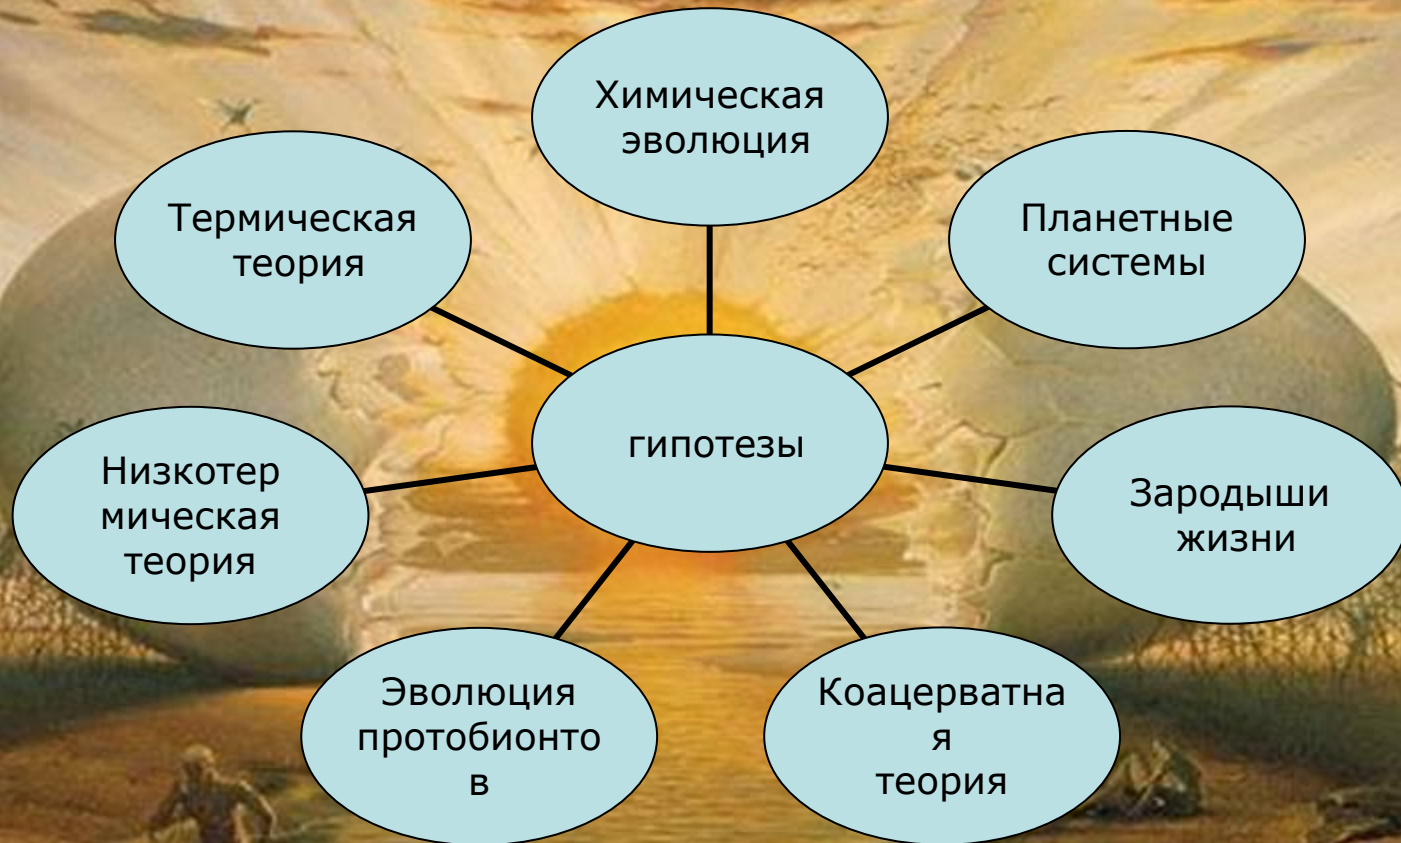 Химическая
эволюция
Термическая
теория
Планетные
системы
гипотезы
Низкотер
мическая
теория
Зародыши
жизни
Эволюция
протобионто
в
Коацерватна
я
теория